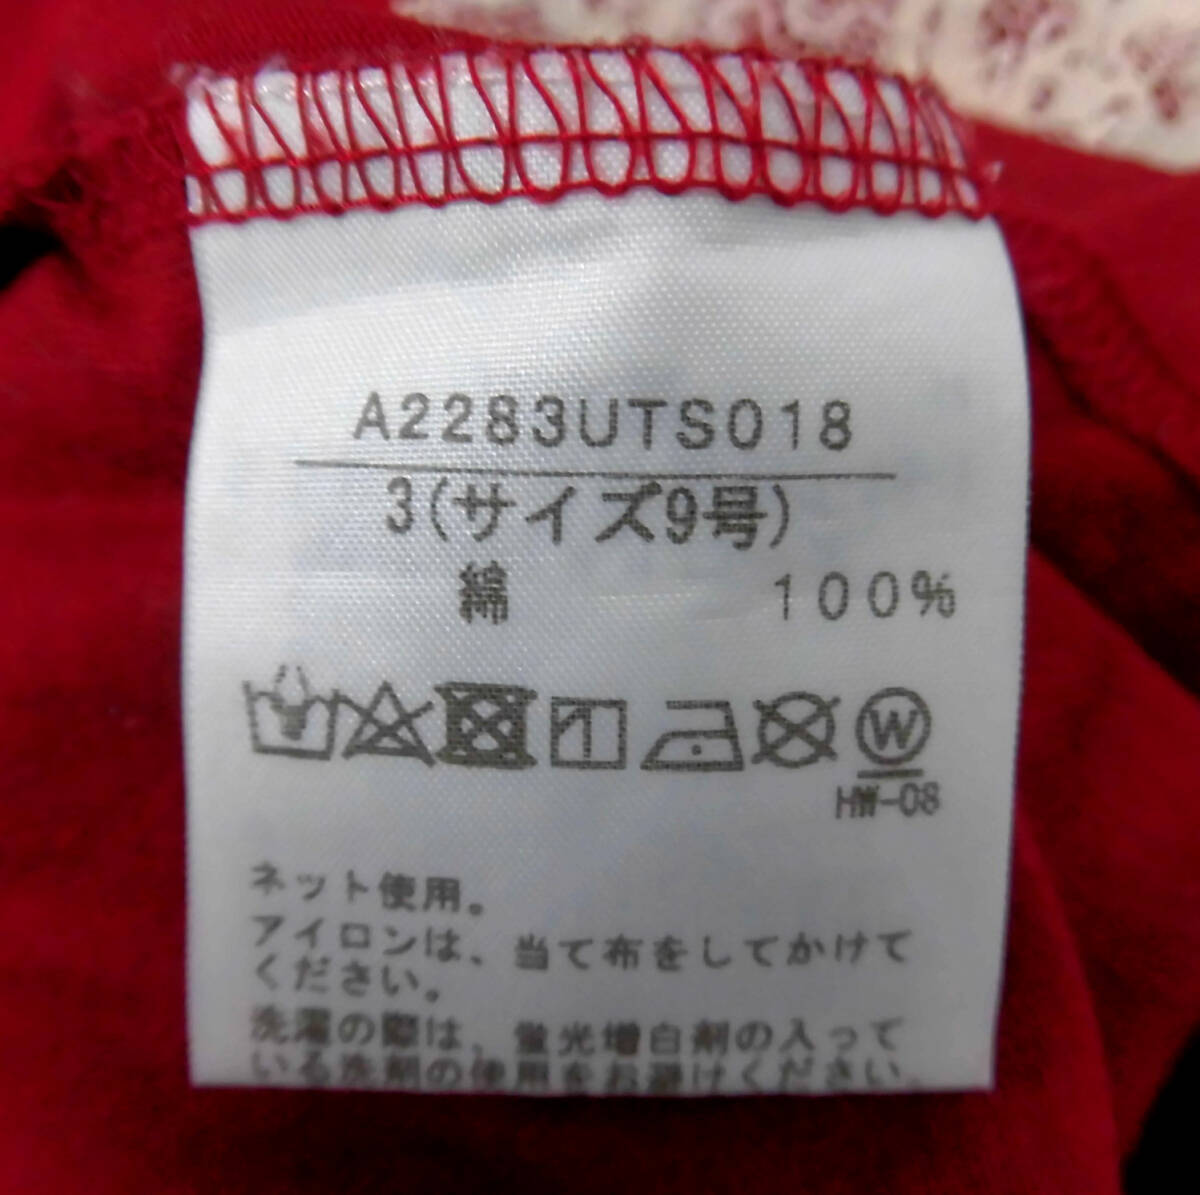 A2283UTS018
3(サイズ9号)
綿 100%
W
HW-08
ネット使用。
アイロンは、当て布をしてかけて
ください。
洗濯の際は、蛍光増白剤の入って
いる洗剤の使用をお避けください。